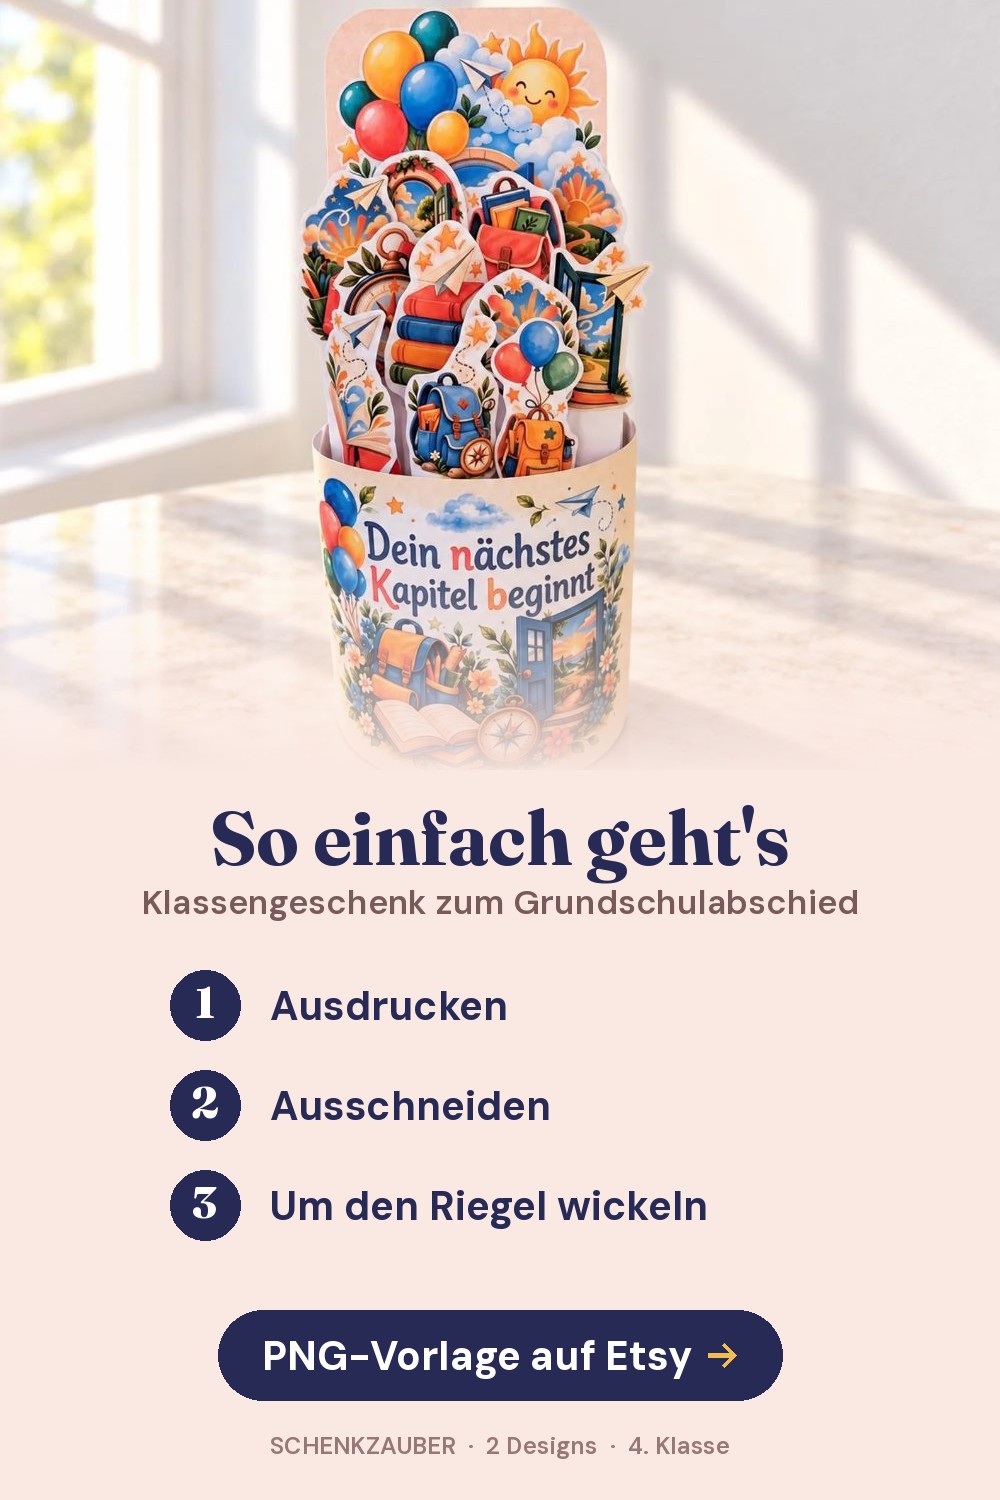 Dein nächstes
Kapitel beginnt
So einfach geht's
Klassengeschenk zum Grundschulabschied
1 Ausdrucken
2 Ausschneiden
3 Um den Riegel wickeln
PNG-Vorlage auf Etsy →
SCHENKZAUBER · 2 Designs · 4. Klasse